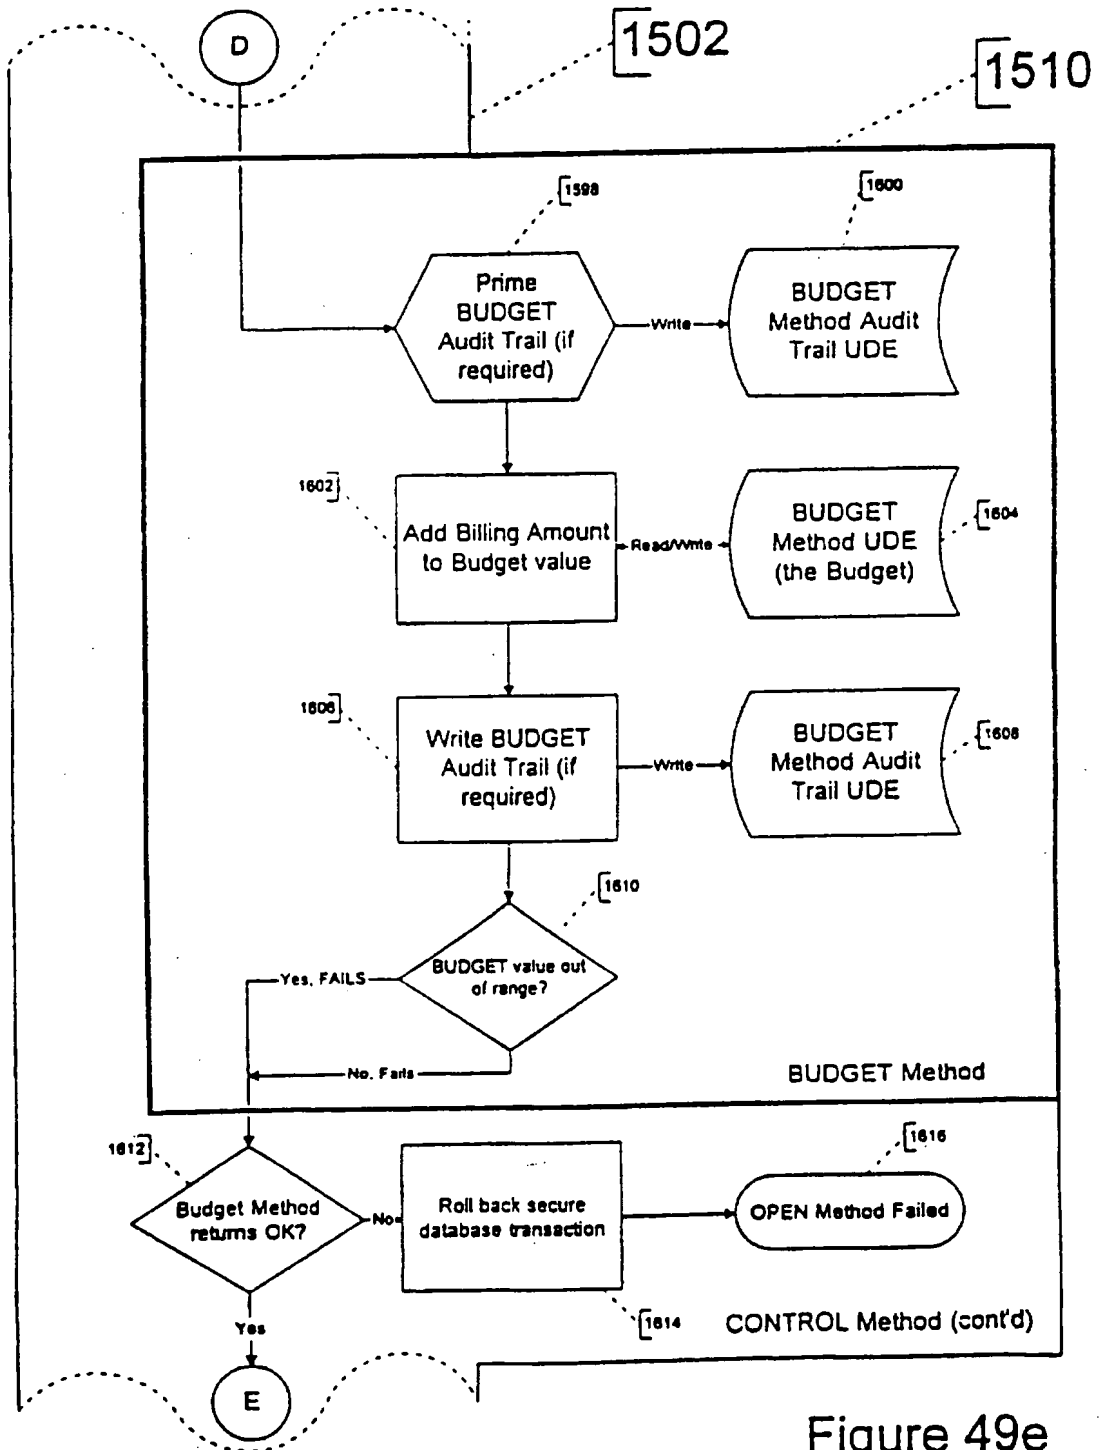 D
1502
1510
1598
1600
Prime
BUDGET
Audit Trail (if
required)
Write
BUDGET
Method Audit
Trail UDE
1602
Add Billing Amount
to Budget value
Read/Write
BUDGET
Method UDE
(the Budget)
1604
1606
Write BUDGET
Audit Trail (if
required)
Write
BUDGET
Method Audit
Trail UDE
1608
1610
BUDGET value out
of range?
Yes, FAILS
No, Fails
BUDGET Method
1612
Budget Method
returns OK?
No
Roll back secure
database transaction
1616
OPEN Method Failed
1614
CONTROL Method (cont'd)
Yes
E
Figure 49e